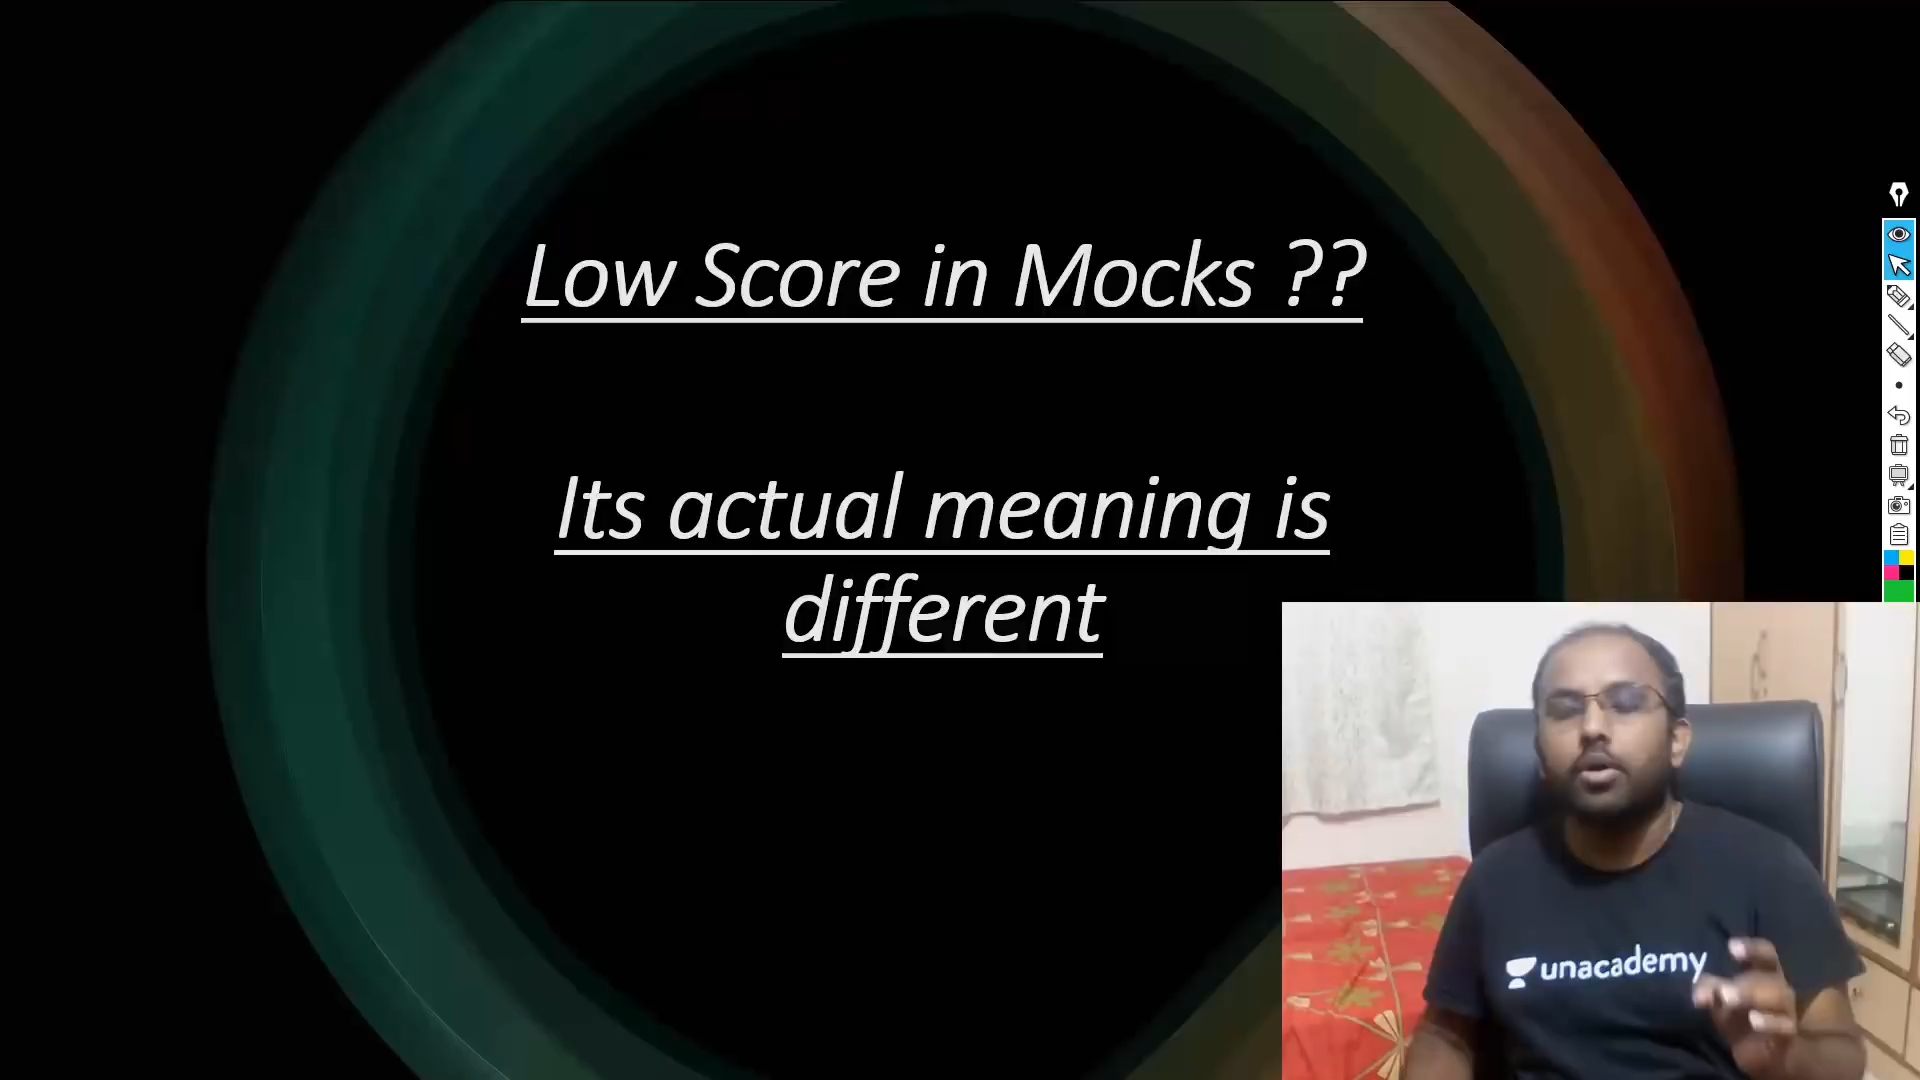 Low Score in Mocks ??
Its actual meaning is
different
unacademy